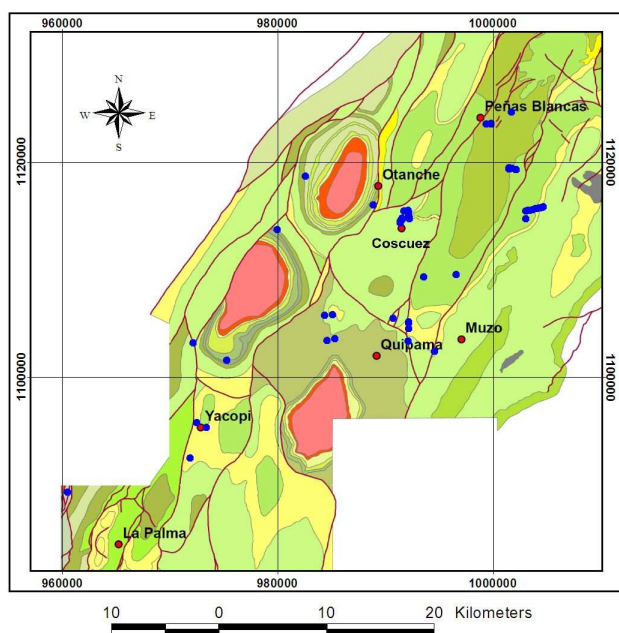 960000 980000 1000000
N
W E
S
Peñas Blancas
1120000 1120000
Otanche
Coscuez
Muzo
Quipama
1100000 1100000
Yacopi
La Palma
960000 980000 1000000
10 0 10 20 Kilometers